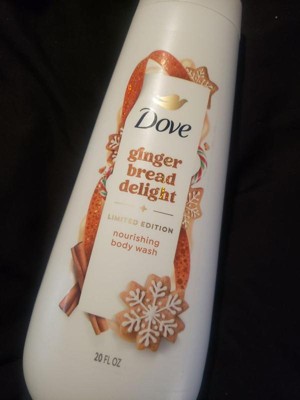 Dove
ginger
bread
delight
LIMITED EDITION
nourishing
body wash
20 FL OZ